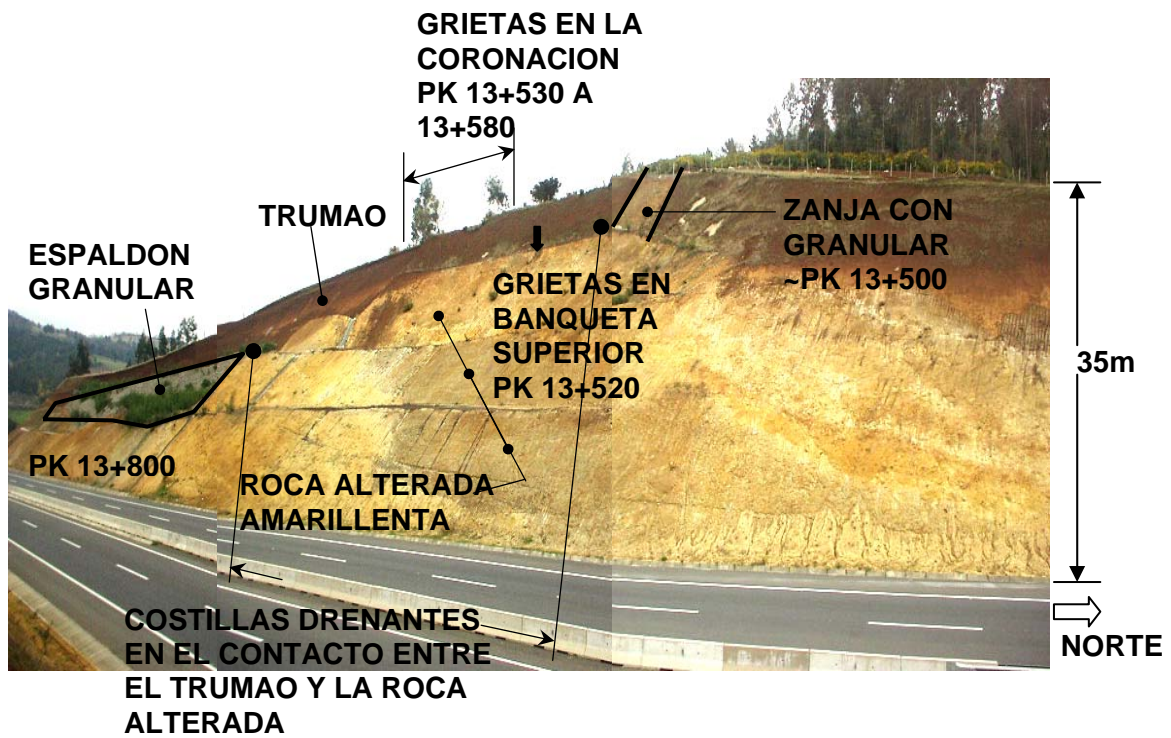 GRIETAS EN LA
CORONACION
PK 13+530 A
13+580
TRUMAO
ESPALDON
GRANULAR
ZANJA CON
GRANULAR
~PK 13+500
GRIETAS EN
BANQUETA
SUPERIOR
PK 13+520
35m
PK 13+800
ROCA ALTERADA
AMARILLENTA
NORTE
COSTILLAS DRENANTES
EN EL CONTACTO ENTRE
EL TRUMAO Y LA ROCA
ALTERADA